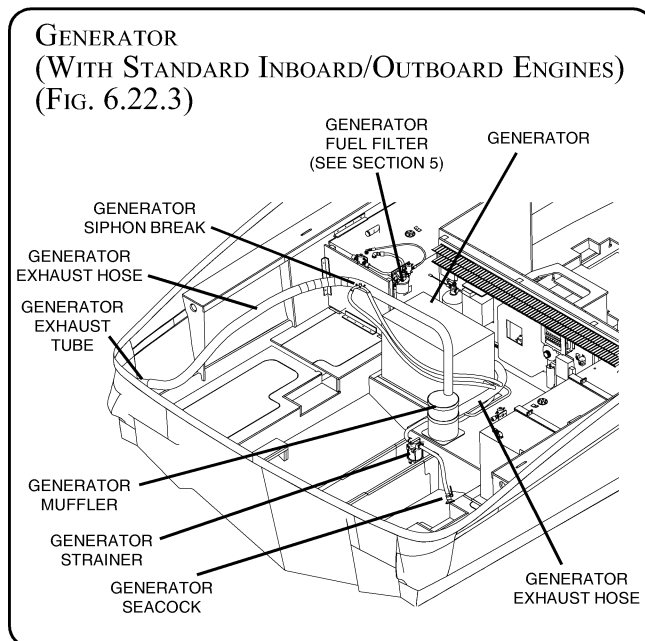 GENERATOR
(WITH STANDARD INBOARD/OUTBOARD ENGINES)
(FIG. 6.22.3)
GENERATOR
FUEL FILTER
(SEE SECTION 5)
GENERATOR
GENERATOR
SIPHON BREAK
GENERATOR
EXHAUST HOSE
GENERATOR
EXHAUST
TUBE
GENERATOR
MUFFLER
GENERATOR
STRAINER
GENERATOR
SEACOCK
GENERATOR
EXHAUST HOSE